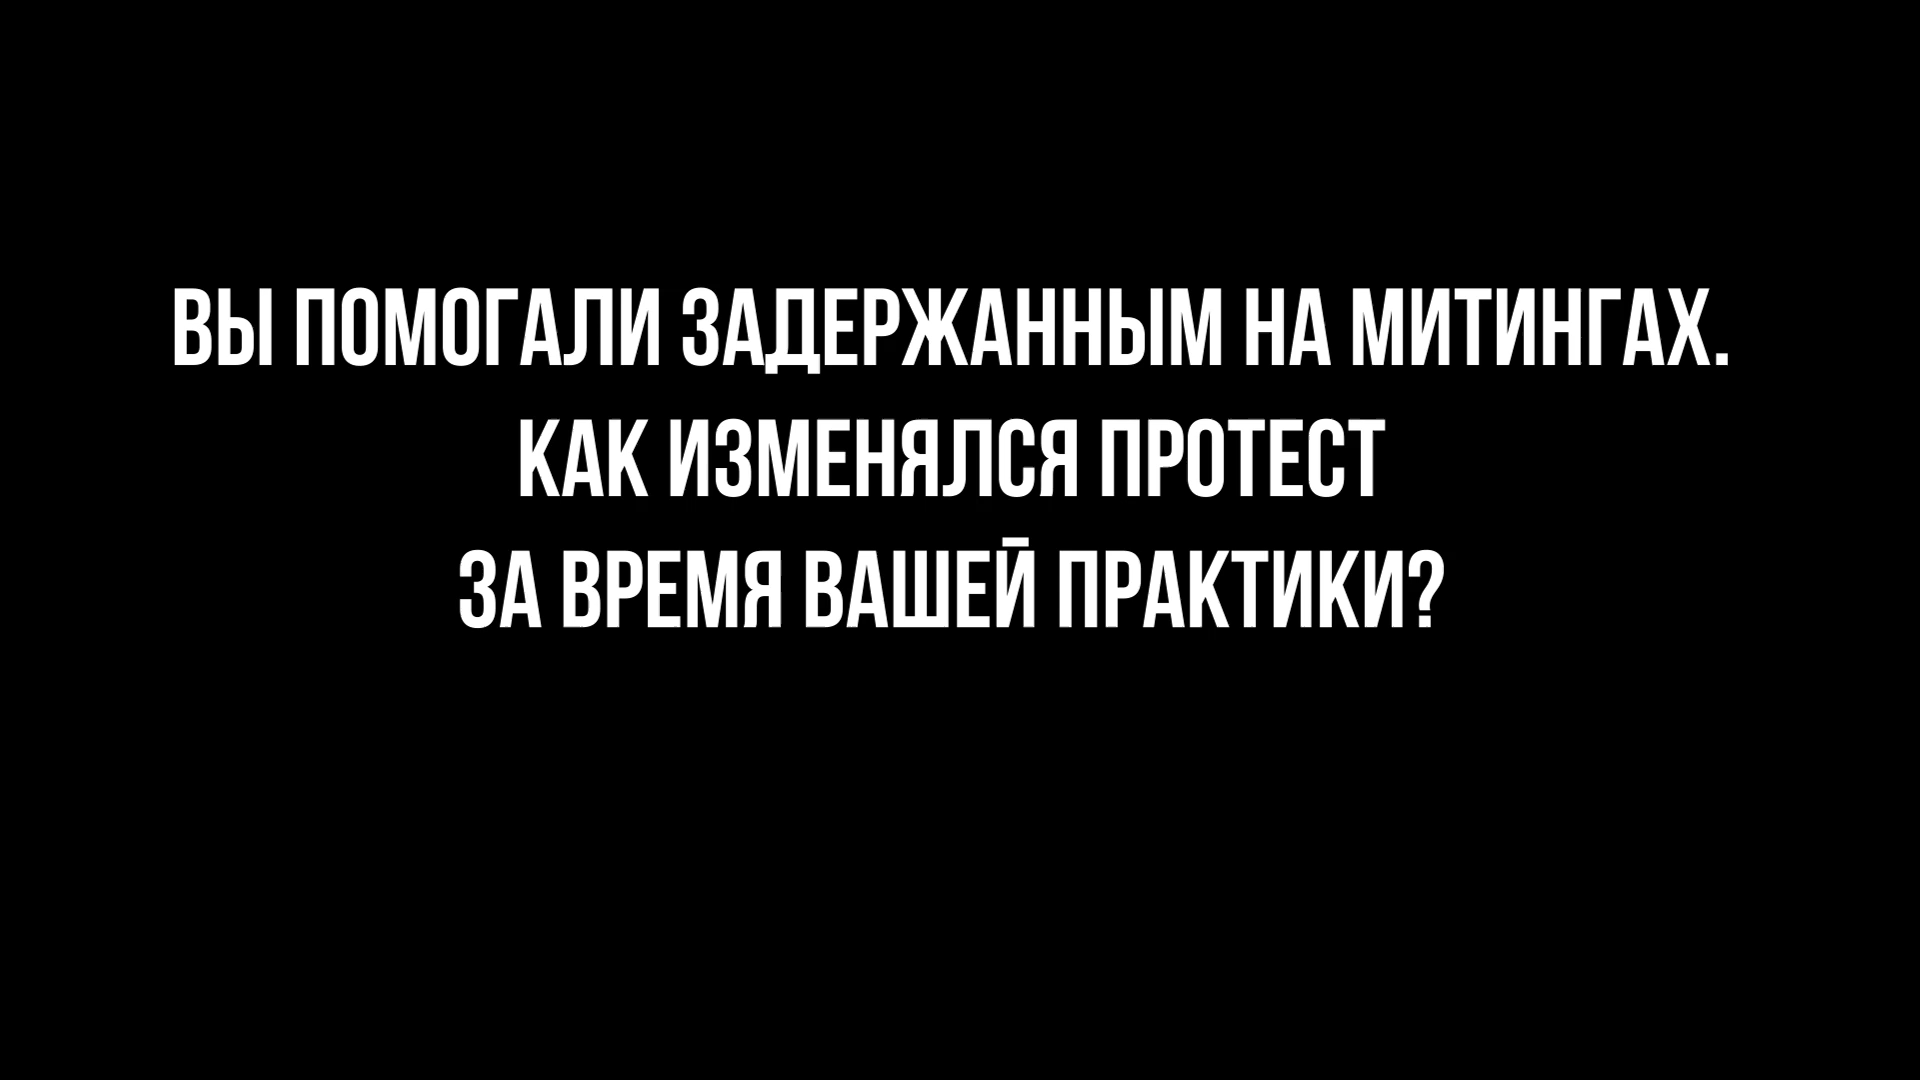 ВЫ ПОМОГАЛИ ЗАДЕРЖАННЫМ НА МИТИНГАХ.
КАК ИЗМЕНЯЛСЯ ПРОТЕСТ
ЗА ВРЕМЯ ВАШЕЙ ПРАКТИКИ?